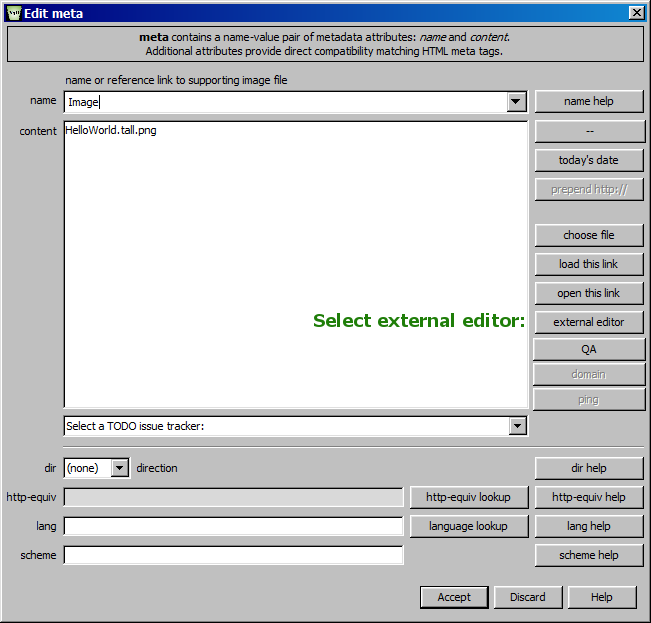 Edit meta
meta contains a name-value pair of metadata attributes: name and content.
Additional attributes provide direct compatibility matching HTML meta tags.
name or reference link to supporting image file
name Image name help
content HelloWorld.tall.png --
today's date
prepend http://
choose file
load this link
open this link
Select external editor: external editor
QA
domain
ping
Select a TODO issue tracker:
dir (none) direction dir help
http-equiv http-equiv lookup http-equiv help
lang language lookup lang help
scheme scheme help
Accept Discard Help